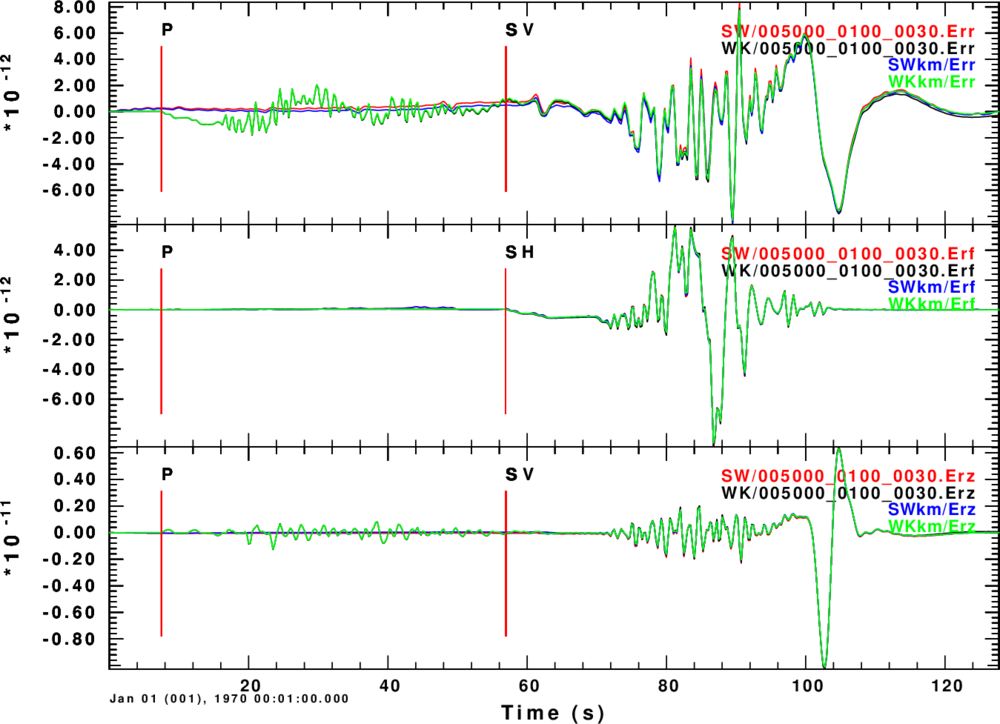 8.00
P
SV
6.00
SW/005000_0100_0030.Err
WK/005000_0100_0030.Err
4.00
SWkm/Err
2.00
WKkm/Err
0.00
-2.00
-4.00
-6.00
*10 -12
P
SH
4.00
SW/005000_0100_0030.Erf
WK/005000_0100_0030.Erf
2.00
SWkm/Erf
WKkm/Erf
0.00
-2.00
-4.00
-6.00
*10 -12
0.60
P
SV
SW/005000_0100_0030.Erz
0.40
WK/005000_0100_0030.Erz
SWkm/Erz
0.20
WKkm/Erz
0.00
-0.20
-0.40
-0.60
-0.80
*10 -11
20 40 60 80 100 120
Jan 01 (001), 1970 00:01:00.000
Time (s)